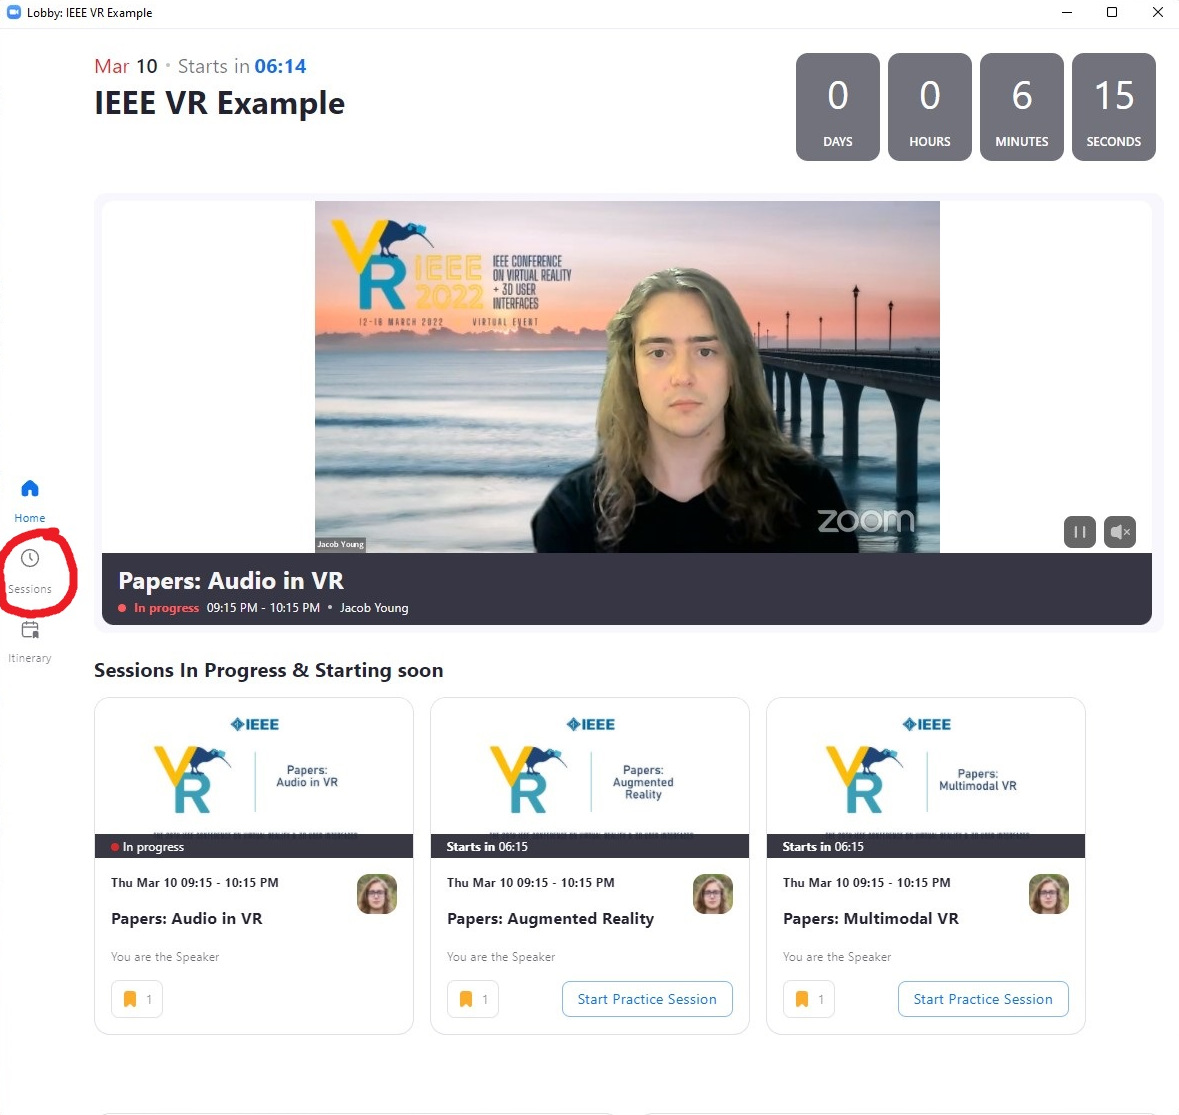 Lobby: IEEE VR Example
Mar 10 • Starts in 06:14
IEEE VR Example
0
DAYS
0
HOURS
6
MINUTES
15
SECONDS
VR
IEEE
2022
IEEE CONFERENCE
ON VIRTUAL REALITY
+ 3D USER
INTERFACES
12-16 MARCH 2022 VIRTUAL EVENT
zoom
Jacob Young
Papers: Audio in VR
In progress 09:15 PM - 10:15 PM • Jacob Young
Home
Sessions
Itinerary
Sessions In Progress & Starting soon
IEEE
VR
Papers:
Audio in VR
In progress
Thu Mar 10 09:15 - 10:15 PM
Papers: Audio in VR
You are the Speaker
1
IEEE
VR
Papers:
Augmented
Reality
Starts in 06:15
Thu Mar 10 09:15 - 10:15 PM
Papers: Augmented Reality
You are the Speaker
1
Start Practice Session
IEEE
VR
Papers:
Multimodal VR
Starts in 06:15
Thu Mar 10 09:15 - 10:15 PM
Papers: Multimodal VR
You are the Speaker
1
Start Practice Session